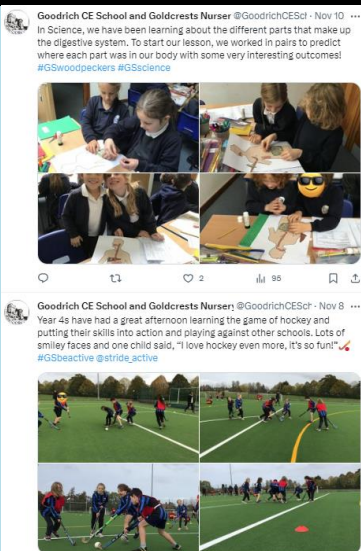 Goodrich CE School and Goldcrests Nurser @GoodrichCESch · Nov 10 ···
In Science, we have been learning about the different parts that make up
the digestive system. To start our lesson, we worked in pairs to predict
where each part was in our body with some very interesting outcomes!
#GSwoodpeckers #GSscience
2
95
Goodrich CE School and Goldcrests Nursery @GoodrichCESch · Nov 8 ···
Year 4s have had a great afternoon learning the game of hockey and
putting their skills into action and playing against other schools. Lots of
smiley faces and one child said, "I love hockey even more, it's so fun!"🏑
#GSbeactive @stride_active